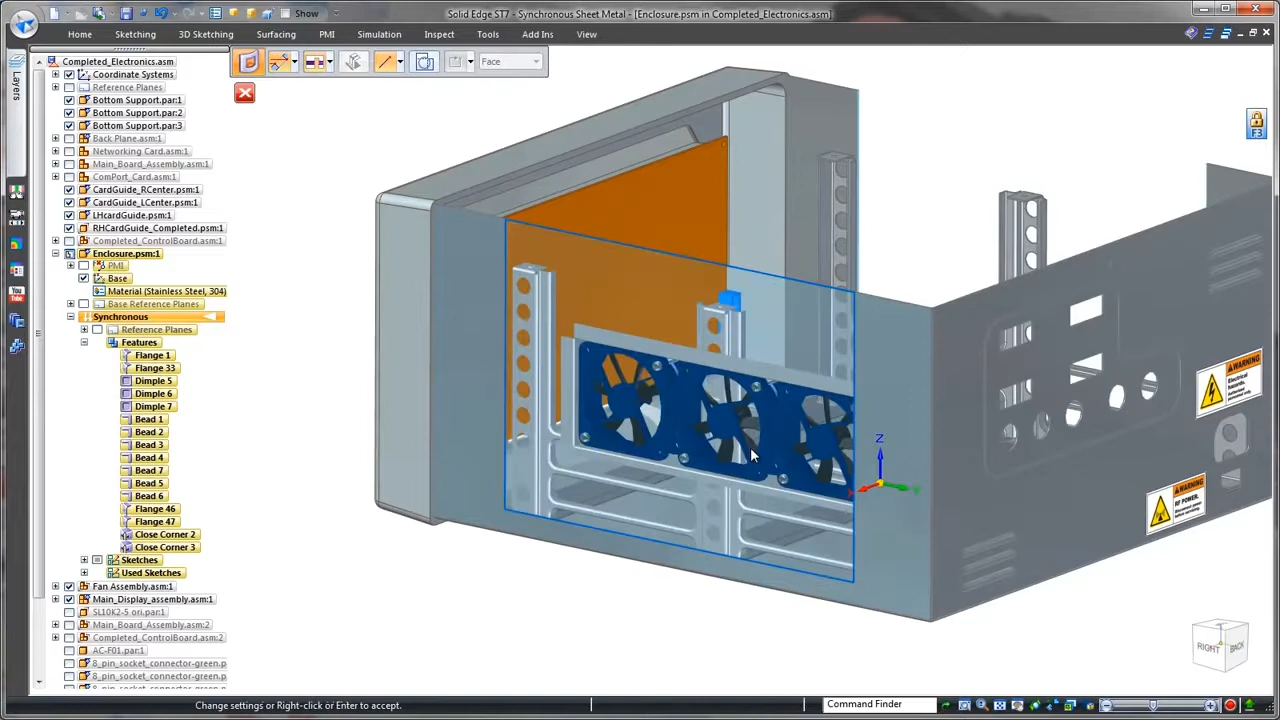 Show
Solid Edge ST7 - Synchronous Sheet Metal - [Enclosure.psm in Completed_Electronics.asm]
Home Sketching 3D Sketching Surfacing PMI Simulation Inspect Tools Add Ins View
Face
Layers
Completed_Electronics.asm
Coordinate Systems
Reference Planes
Bottom Support.par:1
Bottom Support.par:2
Bottom Support.par:3
Back Plane.asm:1
Networking Card.asm:1
Main_Board_Assembly.asm:1
ComPort_Card.asm:1
CardGuide_RCenter.psm:1
CardGuide_LCenter.psm:1
LHcardGuide.psm:1
RHCardGuide_Completed.psm:1
Completed_ControlBoard.asm:1
Enclosure.psm:1
PMI
Base
Material (Stainless Steel, 304)
Base Reference Planes
Synchronous
Reference Planes
Features
Flange 1
Flange 33
Dimple 5
Dimple 6
Dimple 7
Bead 1
Bead 2
Bead 3
Bead 4
Bead 7
Bead 5
Bead 6
Flange 46
Flange 47
Close Corner 2
Close Corner 3
Sketches
Used Sketches
Fan Assembly.asm:1
Main_Display_assembly.asm:1
SL10K2-5 ori.par:1
Main_Board_Assembly.asm:2
Completed_ControlBoard.asm:2
AC-F01.par:1
8_pin_socket_connector-green.p
8_pin_socket_connector-green.p
8_pin_socket_connector-green.p
F3
Z
WARNING
WARNING
RIGHT BACK
Change settings or Right-click or Enter to accept.
Command Finder